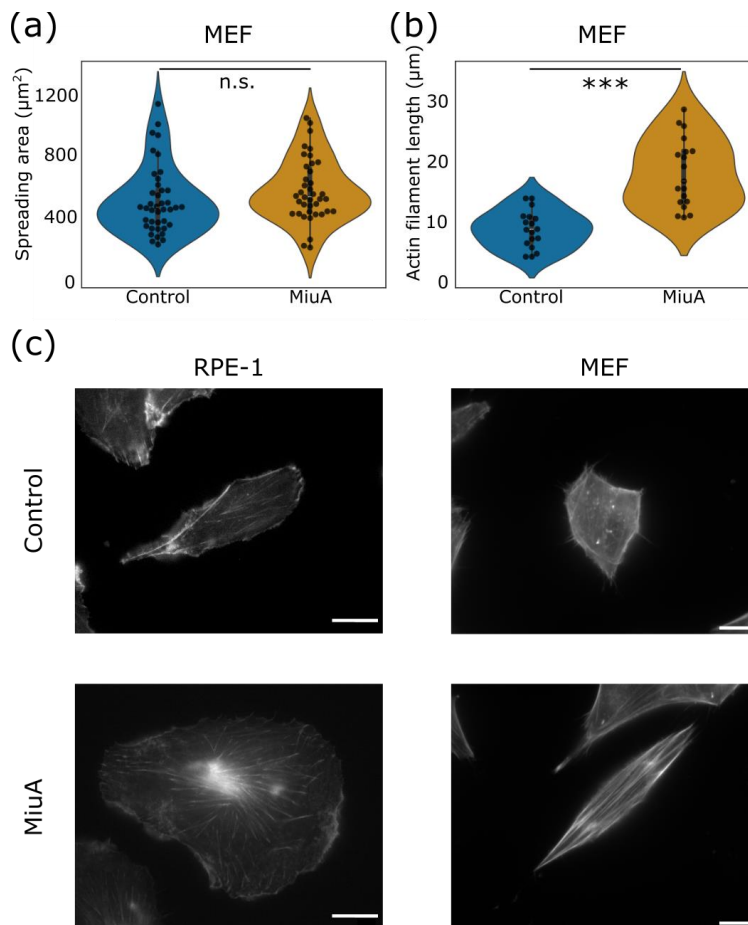 (a)
MEF
Spreading area (µm²)
1200
800
400
0
n.s.
Control
MiuA
(b)
MEF
Actin filament length (µm)
30
20
10
0
***
Control
MiuA
(c)
RPE-1
MEF
Control
MiuA